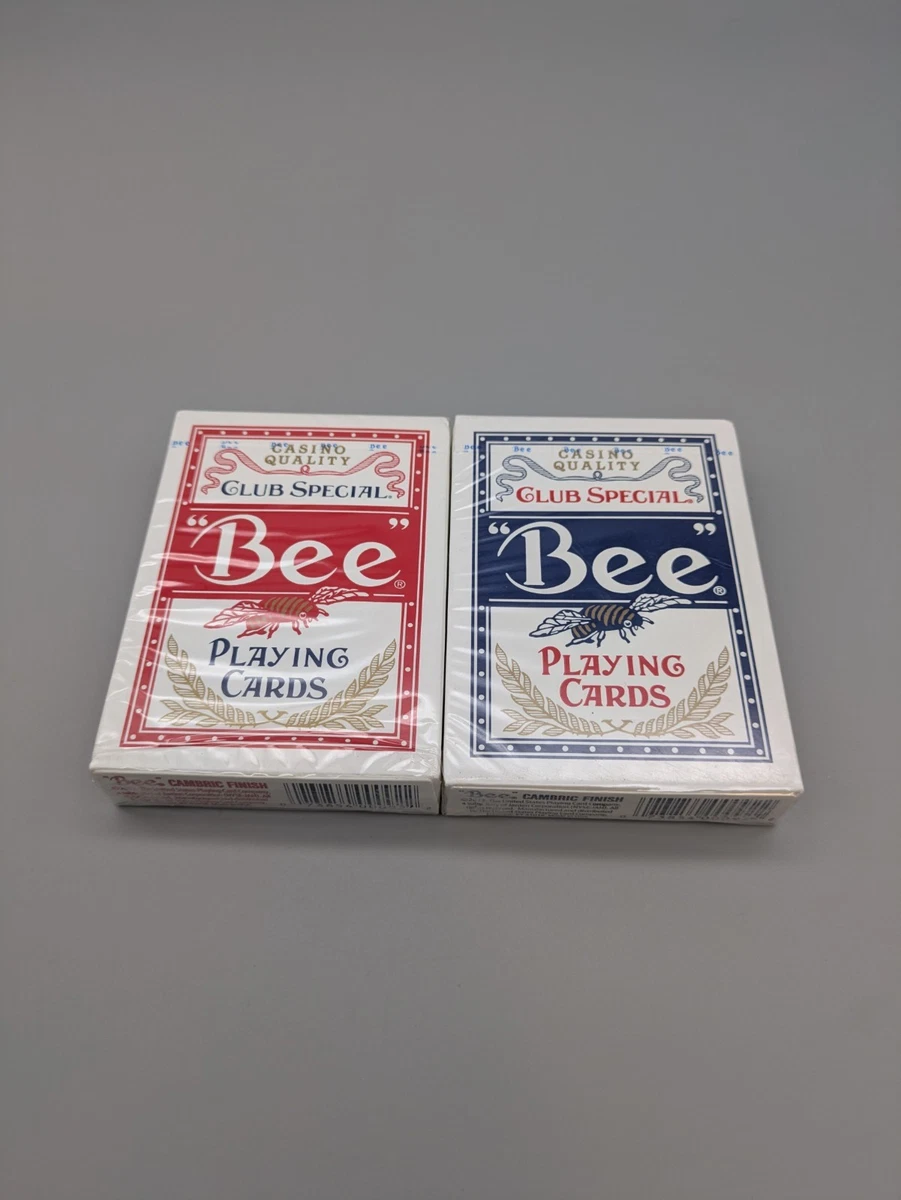 CASINO
QUALITY
CLUB SPECIAL®
"Bee"®
PLAYING
CARDS
"Bee" CAMBRIC FINISH
CASINO
QUALITY
CLUB SPECIAL®
"Bee"®
PLAYING
CARDS
"Bee" CAMBRIC FINISH